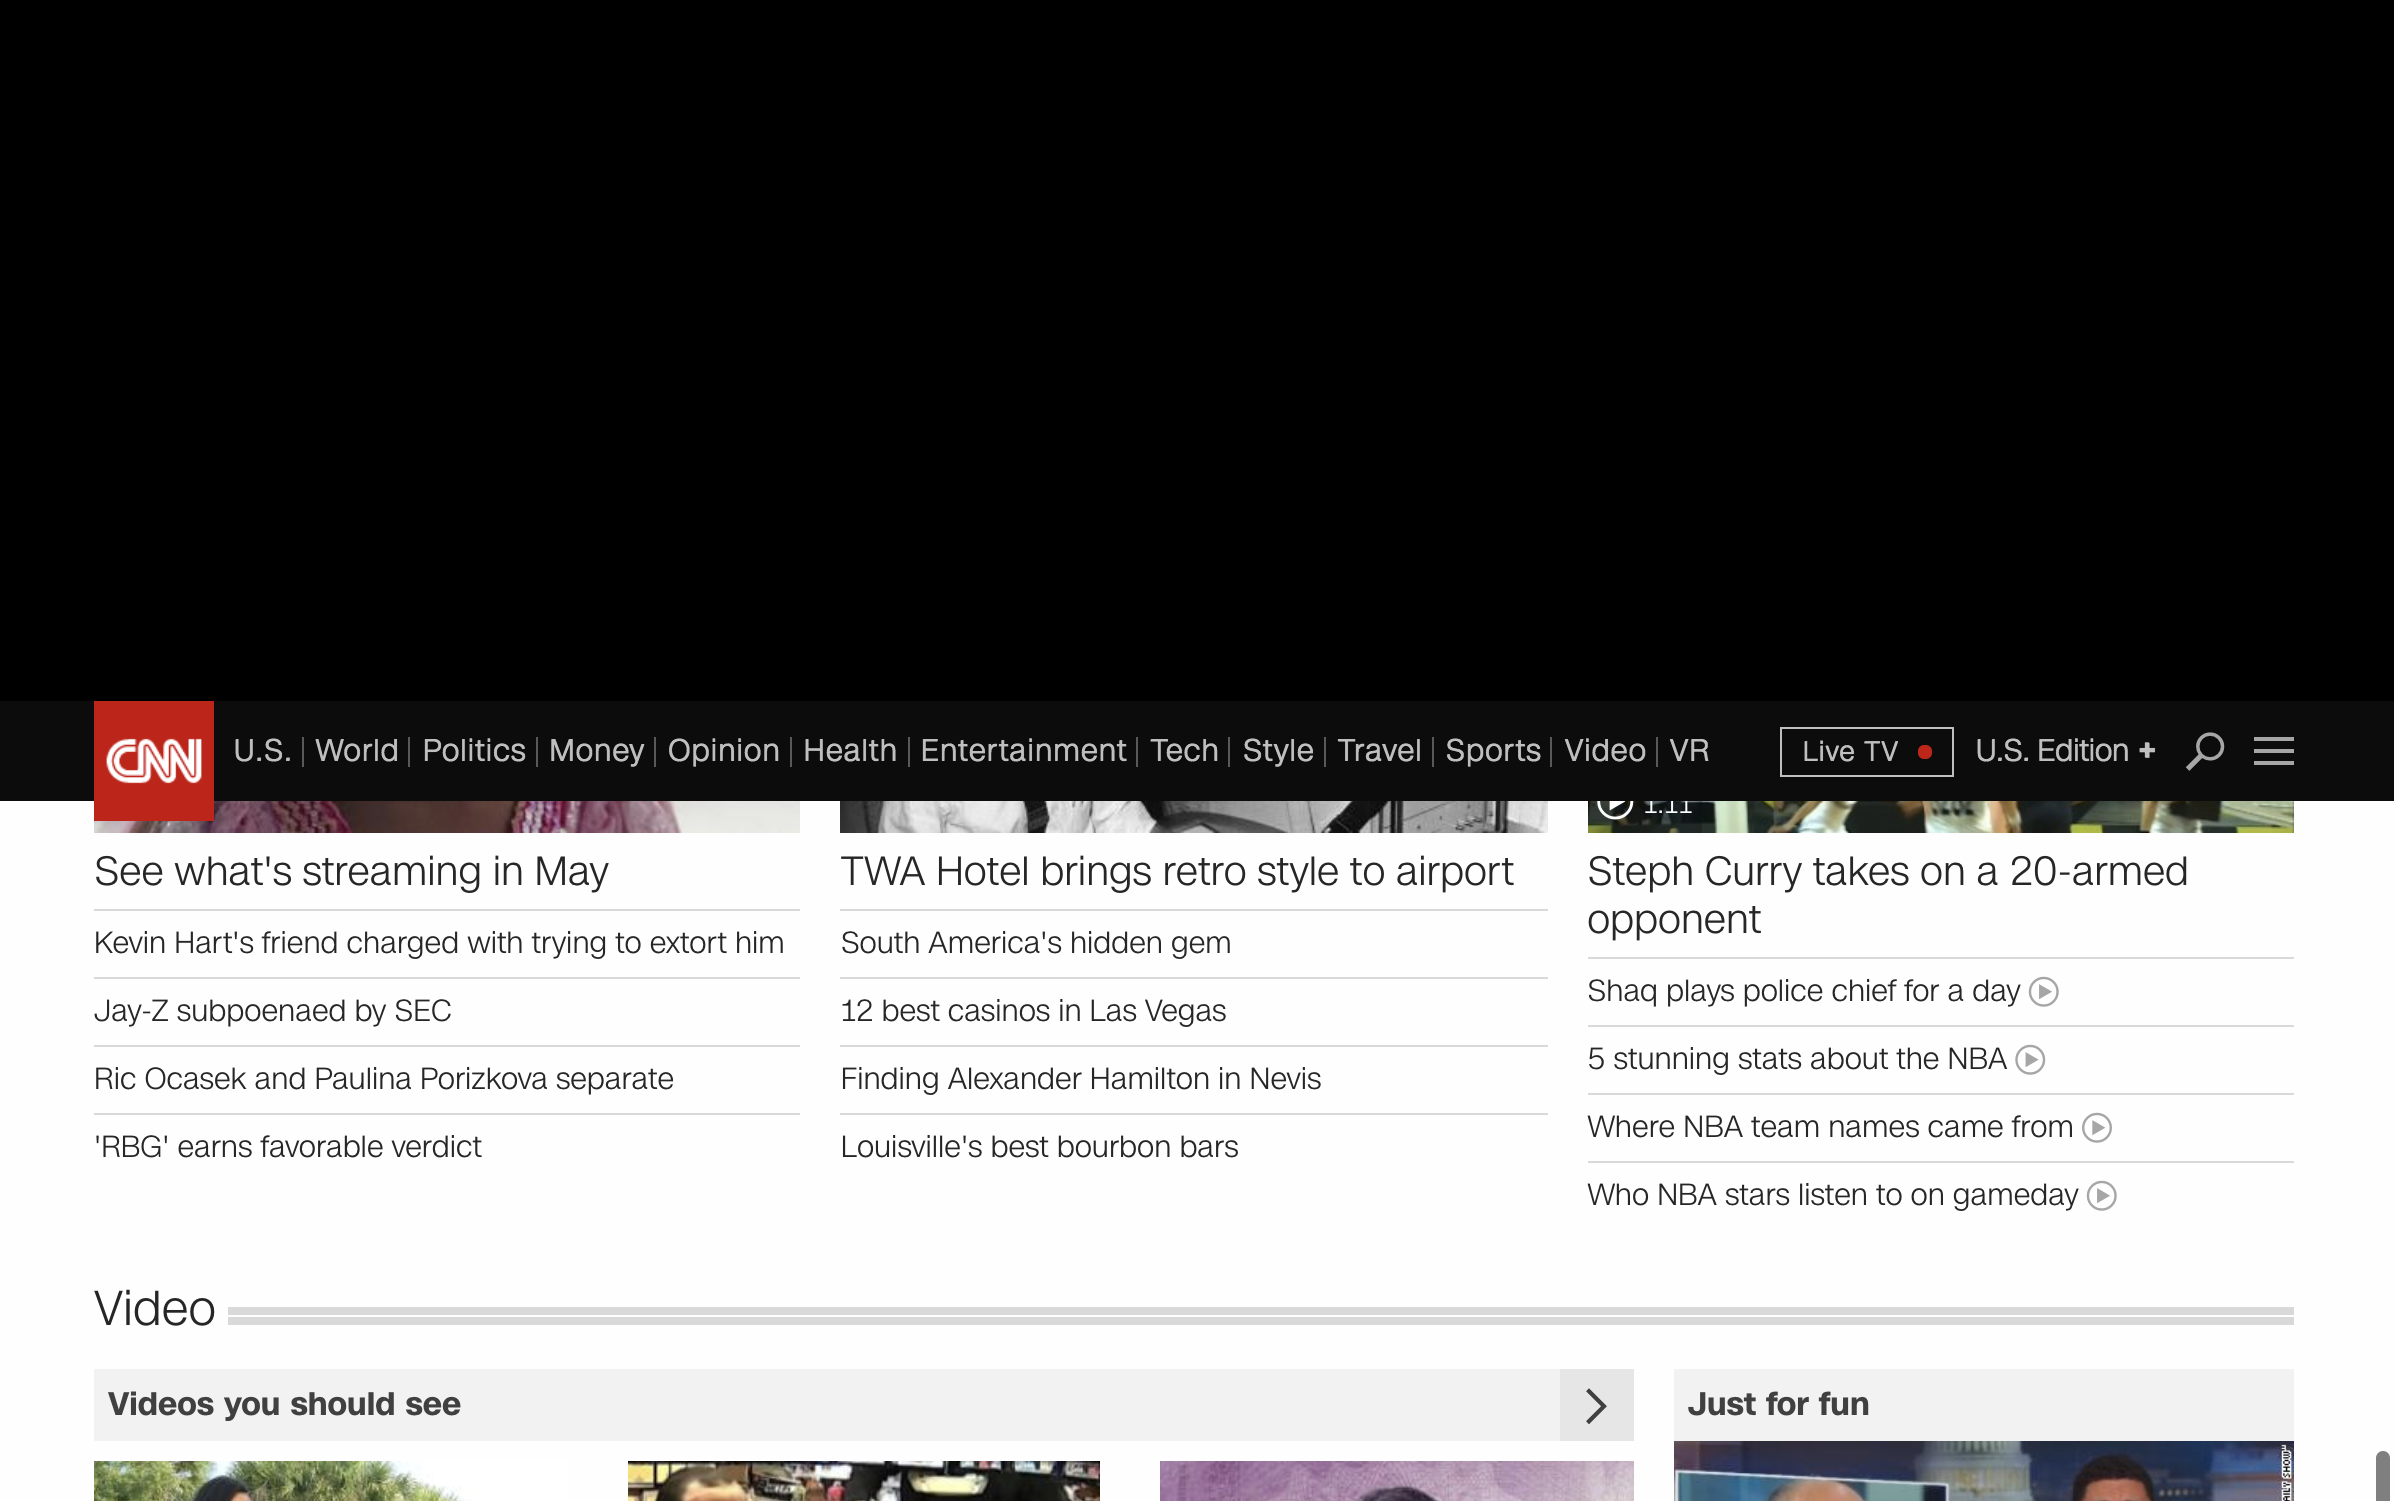 CNN
U.S. World Politics Money Opinion Health Entertainment Tech Style Travel Sports Video VR
Live TV
U.S. Edition +
1:11
See what's streaming in May
Kevin Hart's friend charged with trying to extort him
Jay-Z subpoenaed by SEC
Ric Ocasek and Paulina Porizkova separate
'RBG' earns favorable verdict
TWA Hotel brings retro style to airport
South America's hidden gem
12 best casinos in Las Vegas
Finding Alexander Hamilton in Nevis
Louisville's best bourbon bars
Steph Curry takes on a 20-armed
opponent
Shaq plays police chief for a day
5 stunning stats about the NBA
Where NBA team names came from
Who NBA stars listen to on gameday
Video
Videos you should see
Just for fun
SHOW"